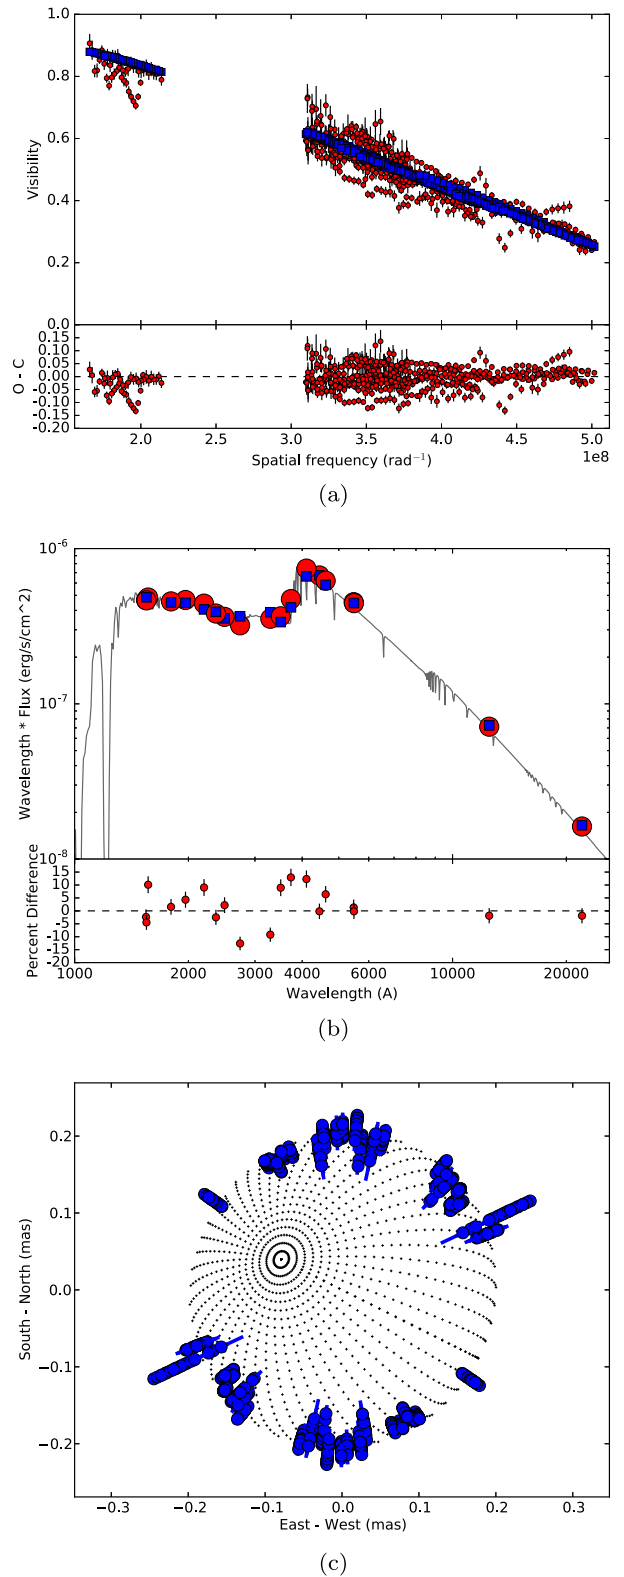 1.0
0.8
0.6
0.4
0.2
0.0
Visibility
0.15
0.10
0.05
0.00
-0.05
-0.10
-0.15
-0.20
O - C
2.0 2.5 3.0 3.5 4.0 4.5 5.0
Spatial frequency (rad⁻¹)
1e8
(a)
10⁻⁶
10⁻⁷
10⁻⁸
Wavelength * Flux (erg/s/cm^2)
15
10
5
0
-5
-10
-15
-20
Percent Difference
1000 2000 3000 4000 6000 10000 20000
Wavelength (A)
(b)
0.2
0.1
0.0
−0.1
−0.2
South - North (mas)
−0.3 −0.2 −0.1 0.0 0.1 0.2 0.3
East - West (mas)
(c)